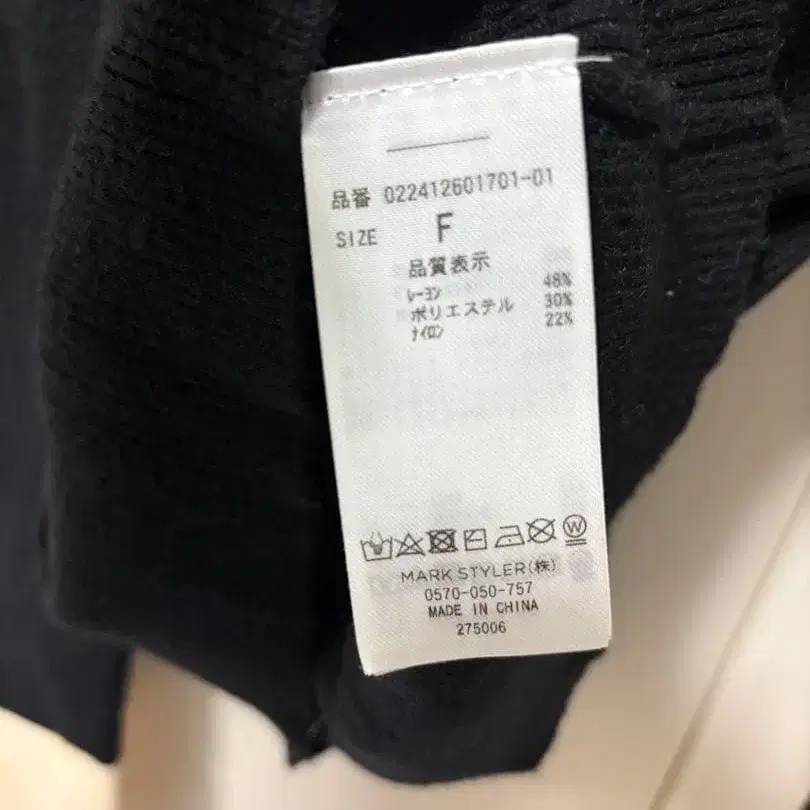 品番 022412601701-01
SIZE F
品質表示
ﾚｰﾖﾝ 48%
ポリエステル 30%
ﾅｲﾛﾝ 22%
W
MARK STYLER(株)
0570-050-757
MADE IN CHINA
275006